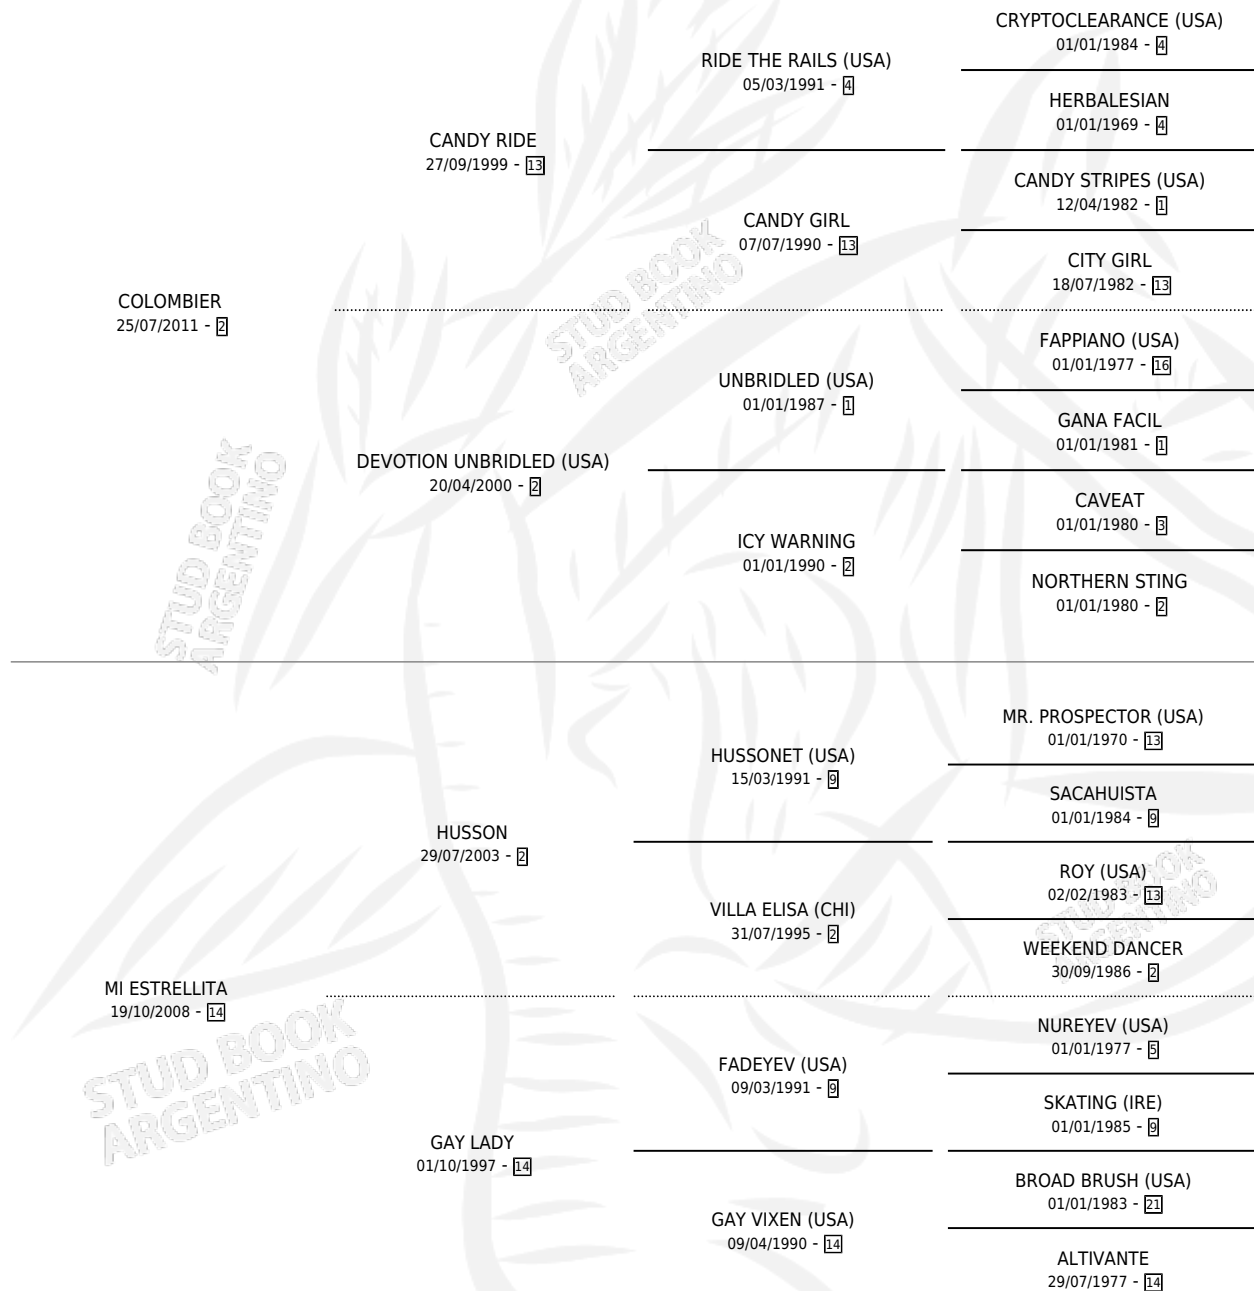 CRYPTOCLEARANCE (USA)
01/01/1984 - 4
RIDE THE RAILS (USA)
05/03/1991 - 4
HERBALESIAN
01/01/1969 - 4
CANDY RIDE
27/09/1999 - 13
CANDY STRIPES (USA)
12/04/1982 - 1
CANDY GIRL
07/07/1990 - 13
CITY GIRL
18/07/1982 - 13
COLOMBIER
25/07/2011 - 2
STUD BOOK
ARGENTINO
FAPPIANO (USA)
01/01/1977 - 16
UNBRIDLED (USA)
01/01/1987 - 1
GANA FACIL
01/01/1981 - 1
DEVOTION UNBRIDLED (USA)
20/04/2000 - 2
CAVEAT
01/01/1980 - 3
ICY WARNING
01/01/1990 - 2
NORTHERN STING
01/01/1980 - 2
STUD BOOK
ARGENTINO
MR. PROSPECTOR (USA)
01/01/1970 - 13
HUSSONET (USA)
15/03/1991 - 9
SACAHUISTA
01/01/1984 - 9
HUSSON
29/07/2003 - 2
ROY (USA)
02/02/1983 - 13
VILLA ELISA (CHI)
31/07/1995 - 2
WEEKEND DANCER
30/09/1986 - 2
STUD BOOK
ARGENTINO
MI ESTRELLITA
19/10/2008 - 14
STUD BOOK
ARGENTINO
NUREYEV (USA)
01/01/1977 - 5
FADEYEV (USA)
09/03/1991 - 9
SKATING (IRE)
01/01/1985 - 9
GAY LADY
01/10/1997 - 14
BROAD BRUSH (USA)
01/01/1983 - 21
GAY VIXEN (USA)
09/04/1990 - 14
ALTIVANTE
29/07/1977 - 14